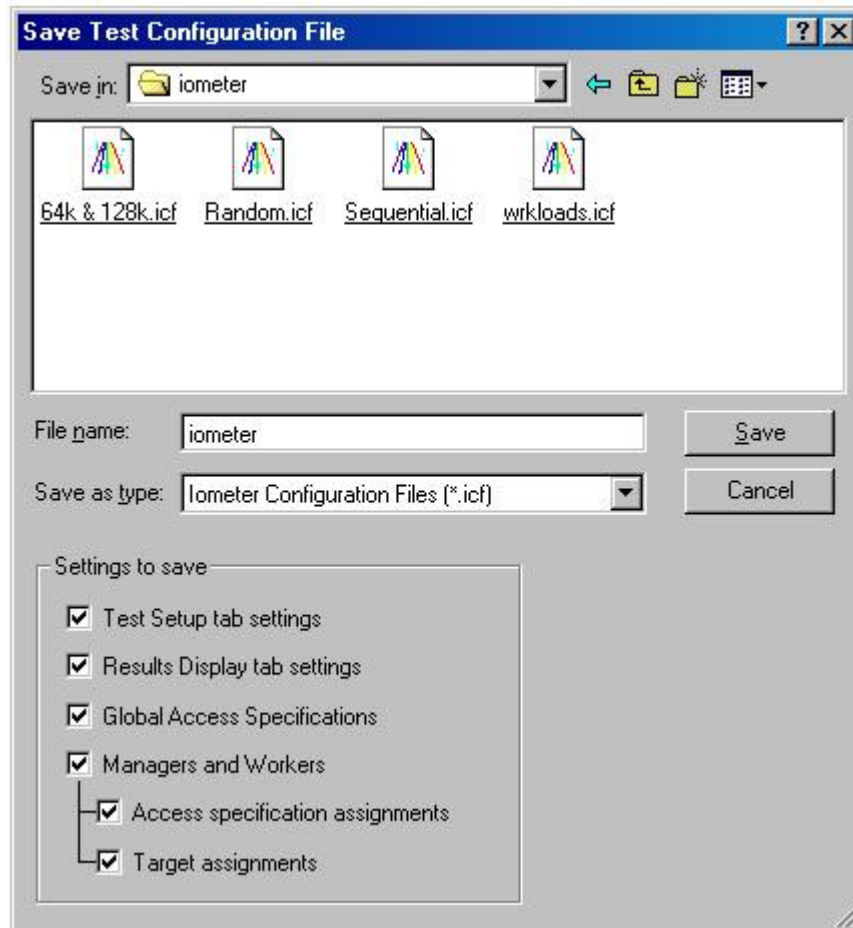 Save Test Configuration File
Save in: iometer
64k & 128k.icf Random.icf Sequential.icf wrkloads.icf
File name: iometer Save
Save as type: Iometer Configuration Files (*.icf) Cancel
Settings to save
Test Setup tab settings
Results Display tab settings
Global Access Specifications
Managers and Workers
Access specification assignments
Target assignments